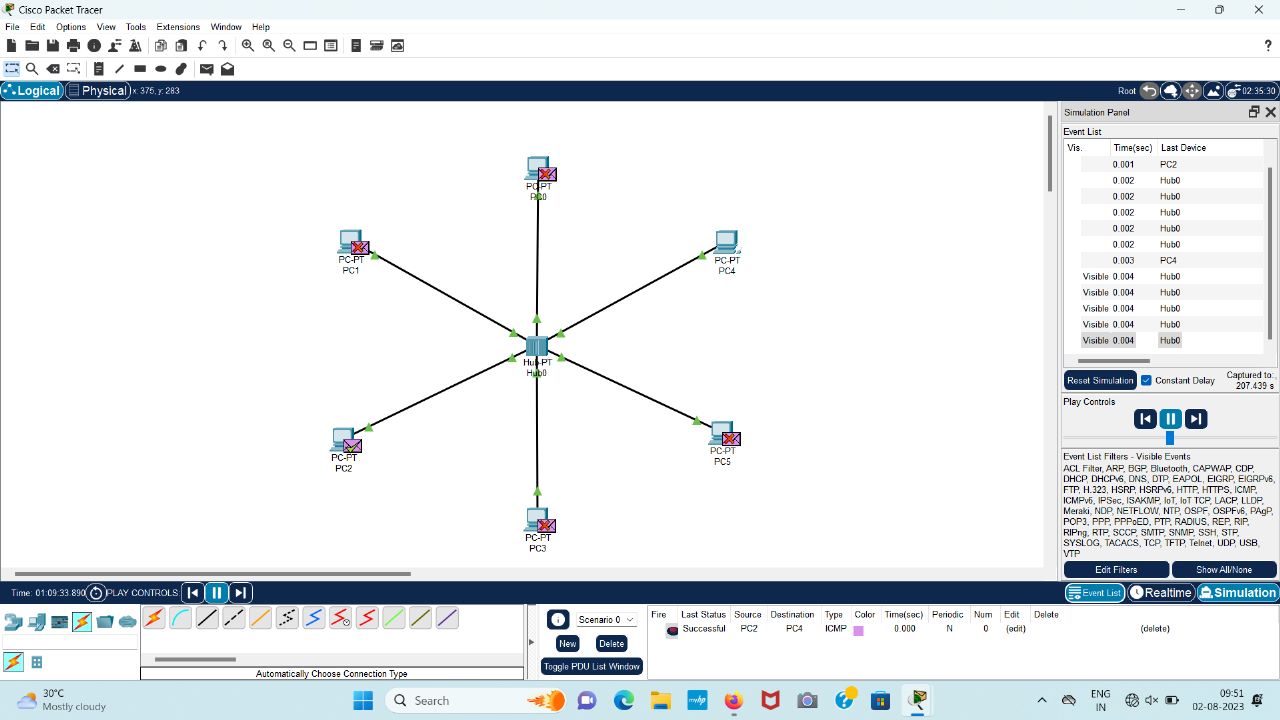 Cisco Packet Tracer
File Edit Options View Tools Extensions Window Help
?
Logical Physical x: 375, y: 283
Root 02:35:30
PC-PT
PC0
PC-PT
PC1
PC-PT
PC4
Hub-PT
Hub0
PC-PT
PC2
PC-PT
PC5
PC-PT
PC3
Simulation Panel
Event List
Vis. Time(sec) Last Device
0.001 PC2
0.002 Hub0
0.002 Hub0
0.002 Hub0
0.002 Hub0
0.002 Hub0
0.003 PC4
Visible 0.004 Hub0
Visible 0.004 Hub0
Visible 0.004 Hub0
Visible 0.004 Hub0
Visible 0.004 Hub0
Reset Simulation Constant Delay Captured to:
207.439 s
Play Controls
Event List Filters - Visible Events
ACL Filter, ARP, BGP, Bluetooth, CAPWAP, CDP,
DHCP, DHCPv6, DNS, DTP, EAPOL, EIGRP, EIGRPv6,
FTP, H.323, HSRP, HSRPv6, HTTP, HTTPS, ICMP,
ICMPv6, IPSec, ISAKMP, IoT, IoT TCP, LACP, LLDP,
Meraki, NDP, NETFLOW, NTP, OSPF, OSPFv6, PAgP,
POP3, PPP, PPPoED, PTP, RADIUS, REP, RIP,
RIPng, RTP, SCCP, SMTP, SNMP, SSH, STP,
SYSLOG, TACACS, TCP, TFTP, Telnet, UDP, USB,
VTP
Edit Filters Show All/None
Time: 01:09:33.890 PLAY CONTROLS:
Event List Realtime Simulation
Automatically Choose Connection Type
Scenario 0
New Delete
Toggle PDU List Window
Fire Last Status Source Destination Type Color Time(sec) Periodic Num Edit Delete
Successful PC2 PC4 ICMP 0.000 N 0 (edit) (delete)
30°C
Mostly cloudy
Search
myhp
ENG
IN
09:51
02-08-2023